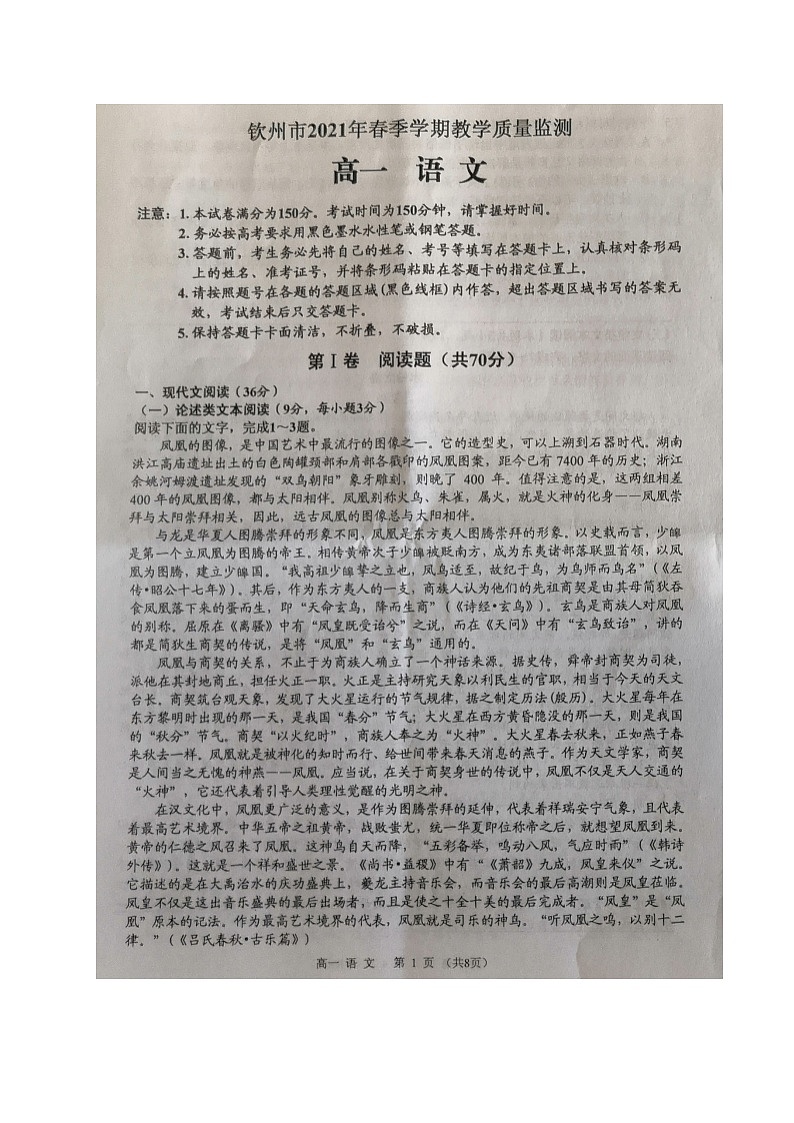 钦州市2021年春季学期教学质量监测
高一 语文
注意：1. 本试卷满分为150分。考试时间为150分钟，请掌握好时间。
2. 务必按高考要求用黑色墨水水性笔或钢笔答题。
3. 答题前，考生务必先将自己的姓名、考号等填写在答题卡上，认真核对条形码
上的姓名、准考证号，并将条形码粘贴在答题卡的指定位置上。
4. 请按照题号在各题的答题区域(黑色线框)内作答，超出答题区域书写的答案无
效，考试结束后只交答题卡。
5. 保持答题卡卡面清洁，不折叠，不破损。
第Ⅰ卷 阅读题（共70分）
一、现代文阅读（36分）
（一）论述类文本阅读（9分，每小题3分）
阅读下面的文字，完成1～3题。
凤凰的图像，是中国艺术中最流行的图像之一。它的造型史，可以上溯到石器时代。湖南
洪江高庙遗址出土的白色陶罐颈部和肩部各戳印的凤凰图案，距今已有 7400 年的历史；浙江
余姚河姆渡遗址发现的“双鸟朝阳”象牙雕刻，则晚了 400 年。值得注意的是，这两组相差
400 年的凤凰图像，都与太阳相伴。凤凰别称火鸟、朱雀，属火，就是火神的化身——凤凰崇
拜与太阳崇拜相关，因此，远古凤凰的图像总与太阳相伴。
与龙是华夏人图腾崇拜的形象不同，凤凰是东方夷人图腾崇拜的形象。以史载而言，少皞
是第一个立凤凰为图腾的帝王。相传黄帝次子少皞被贬南方，成为东夷诸部落联盟首领，以凤
凰为图腾，建立少皞国。“我高祖少皞挚之立也，凤鸟适至，故纪于鸟，为鸟师而鸟名”（《左
传•昭公十七年》）。其后，作为东方夷人的一支，商族人认为他们的先祖商契是由其母简狄吞
食凤凰落下来的蛋而生，即“天命玄鸟，降而生商”（《诗经•玄鸟》）。玄鸟是商族人对凤凰
的别称。屈原在《离骚》中有“凤皇既受诒兮”之说，而在《天问》中有“玄鸟致诒”，讲的
都是简狄生商契的传说，是将“凤凰”和“玄鸟”通用的。
凤凰与商契的关系，不止于为商族人确立了一个神话来源。据史传，舜帝封商契为司徒，
派他在其封地商丘，担任火正一职。火正是主持研究天象以利民生的官职，相当于今天的天文
台长。商契筑台观天象，发现了大火星运行的节气规律，据之制定历法(殷历)。大火星每年在
东方黎明时出现的那一天，是我国“春分”节气；大火星在西方黄昏隐没的那一天，则是我国
的“秋分”节气。商契“以火纪时”，商族人奉之为“火神”。大火星春去秋来，正如燕子春
来秋去一样。凤凰就是被神化的知时而行、给世间带来春天消息的燕子。作为天文学家，商契
是人间当之无愧的神燕——凤凰。应当说，在关于商契身世的传说中，凤凰不仅是天人交通的
“火神”，它还代表着引导人类理性觉醒的光明之神。
在汉文化中，凤凰更广泛的意义，是作为图腾崇拜的延伸，代表着祥瑞安宁气象，且代表
着最高艺术境界。中华五帝之祖黄帝，战败蚩尤，统一华夏即位称帝之后，就想望凤凰到来。
黄帝的仁德之风召来了凤凰。这神鸟自天而降，“五彩备举，鸣动八风，气应时雨”（《韩诗
外传》）。这就是一个祥和盛世之景。《尚书•益稷》中有“《萧韶》九成，凤皇来仪”之说。
它描述的是在大禹治水的庆功盛典上，夔龙主持音乐会，而音乐会的最后高潮则是凤皇莅临。
凤皇不仅是这出音乐盛典的最后出场者，而且是使之十全十美的最后完成者。“凤皇”是“凤
凰”原本的记法。作为最高艺术境界的代表，凤凰就是司乐的神鸟。“听凤凰之鸣，以别十二
律。”（《吕氏春秋•古乐篇》）
高一 语文 第 1 页 （共8页）